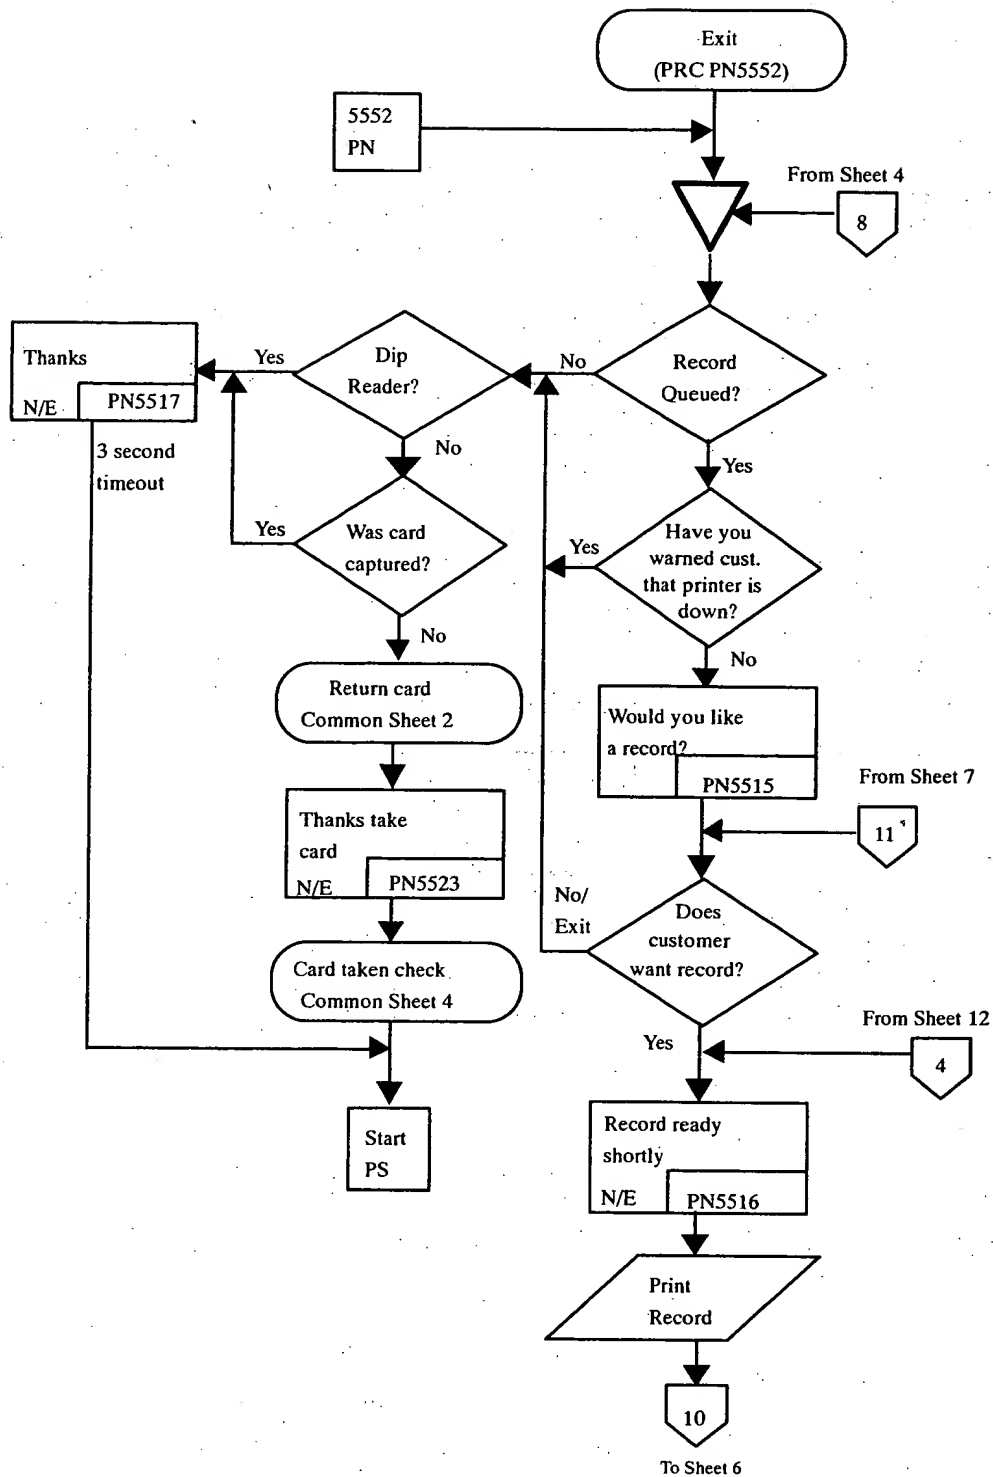 Exit
(PRC PN5552)
5552
PN
From Sheet 4
8
Thanks
N/E
PN5517
Yes
Dip
Reader?
No
Record
Queued?
3 second
timeout
No
Yes
Yes
Was card
captured?
Yes
Have you
warned cust.
that printer is
down?
No
No
Return card
Common Sheet 2
Would you like
a record?
PN5515
From Sheet 7
11
Thanks take
card
N/E
PN5523
No/
Exit
Does
customer
want record?
Card taken check
Common Sheet 4
From Sheet 12
Yes
4
Start
PS
Record ready
shortly
N/E
PN5516
Print
Record
10
To Sheet 6